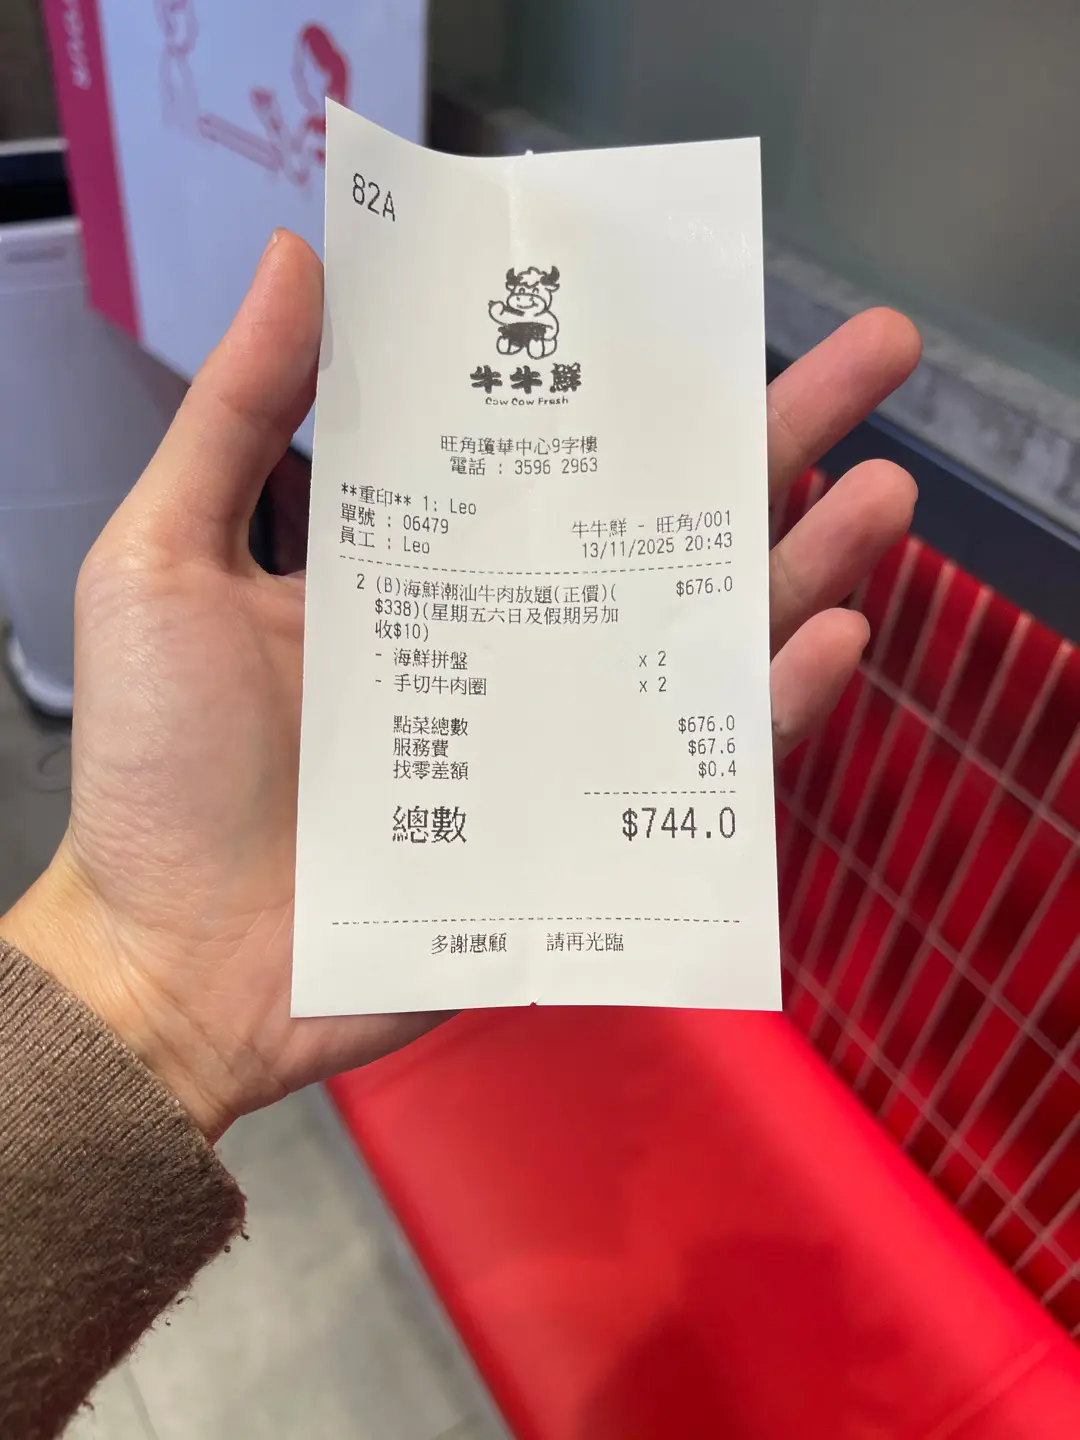 82A
牛牛鮮
Cow Cow Fresh
旺角瓊華中心9字樓
電話 : 3596 2963
**重印** 1: Leo
單號 : 06479
牛牛鮮 - 旺角/001
員工 : Leo
13/11/2025 20:43
2 (B)海鮮潮汕牛肉放題(正價)( $676.0
$338)(星期五六日及假期另加
收$10)
- 海鮮拼盤 x 2
- 手切牛肉圈 x 2
點菜總數 $676.0
服務費 $67.6
找零差額 $0.4
總數 $744.0
多謝惠顧 請再光臨